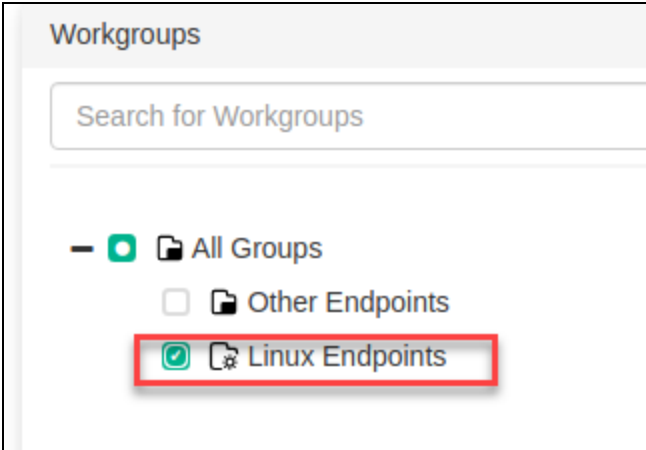 Workgroups
Search for Workgroups
All Groups
Other Endpoints
Linux Endpoints